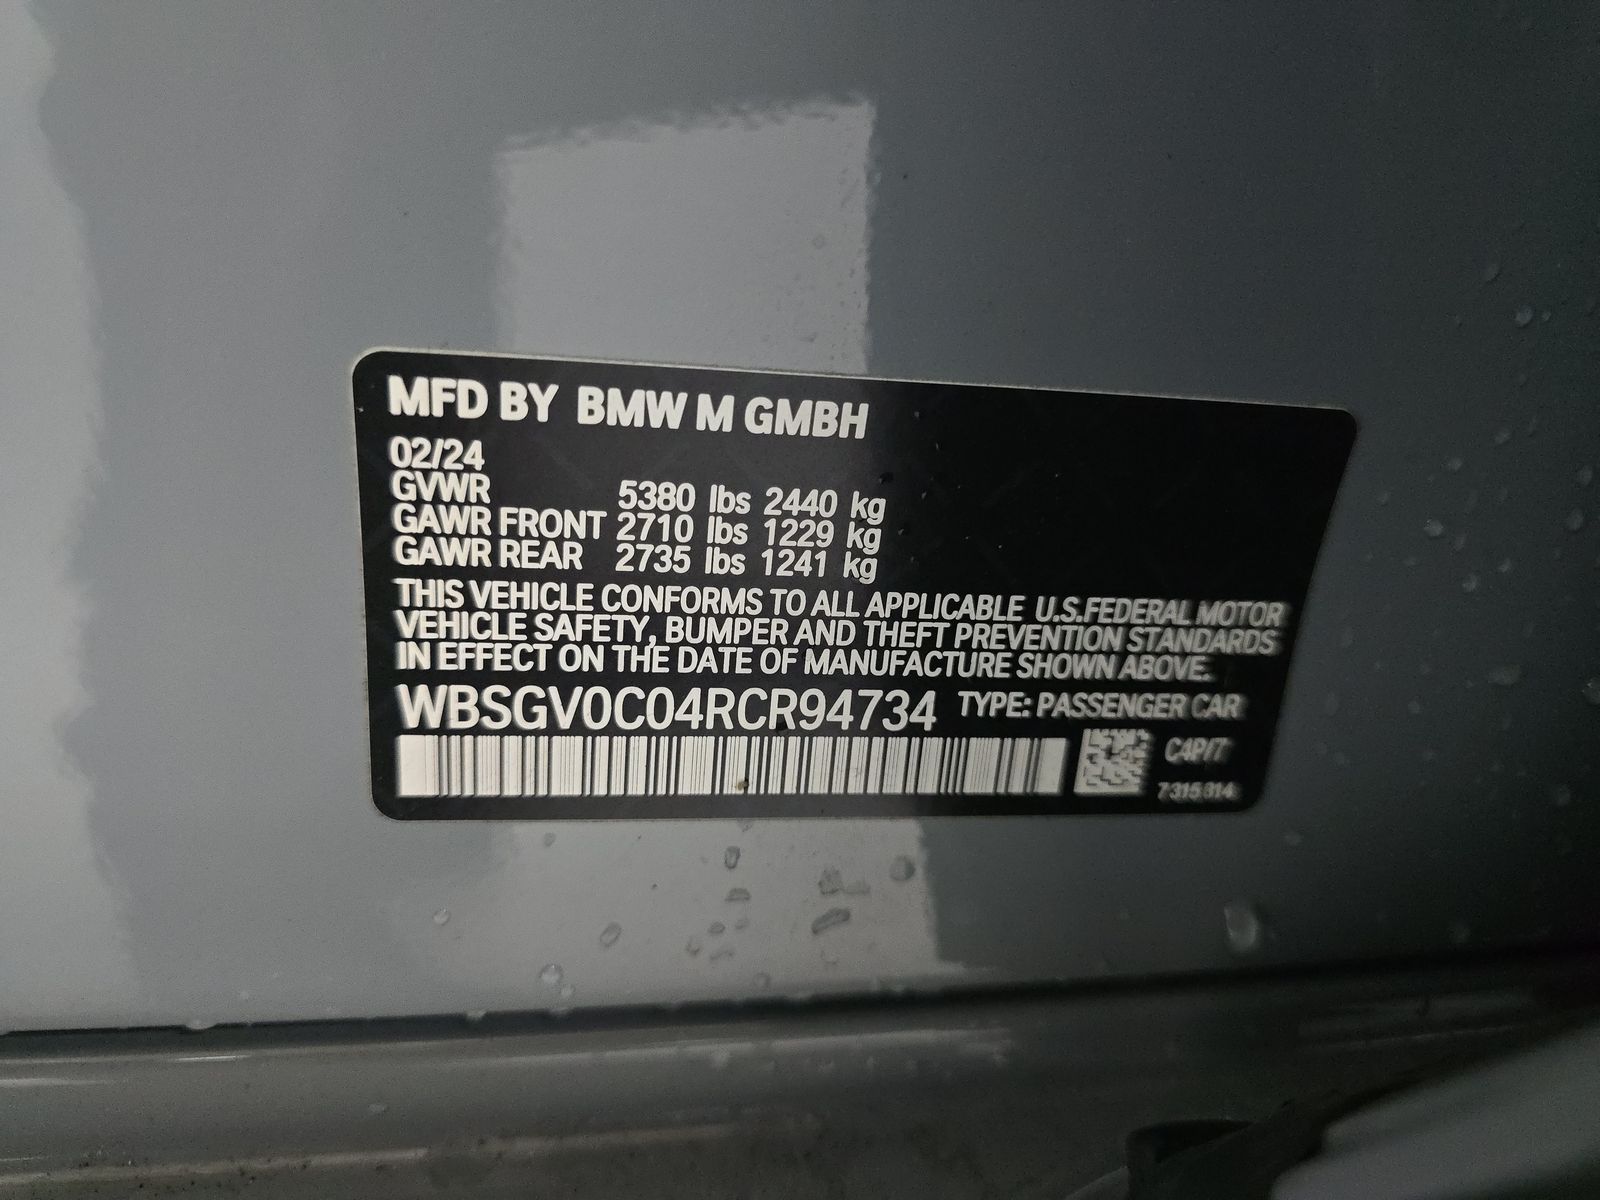 MFD BY BMW M GMBH
02/24
GVWR 5380 lbs 2440 kg
GAWR FRONT 2710 lbs 1229 kg
GAWR REAR 2735 lbs 1241 kg
THIS VEHICLE CONFORMS TO ALL APPLICABLE U.S.FEDERAL MOTOR
VEHICLE SAFETY, BUMPER AND THEFT PREVENTION STANDARDS
IN EFFECT ON THE DATE OF MANUFACTURE SHOWN ABOVE.
WBSGV0C04RCR94734 TYPE: PASSENGER CAR
C4P/7